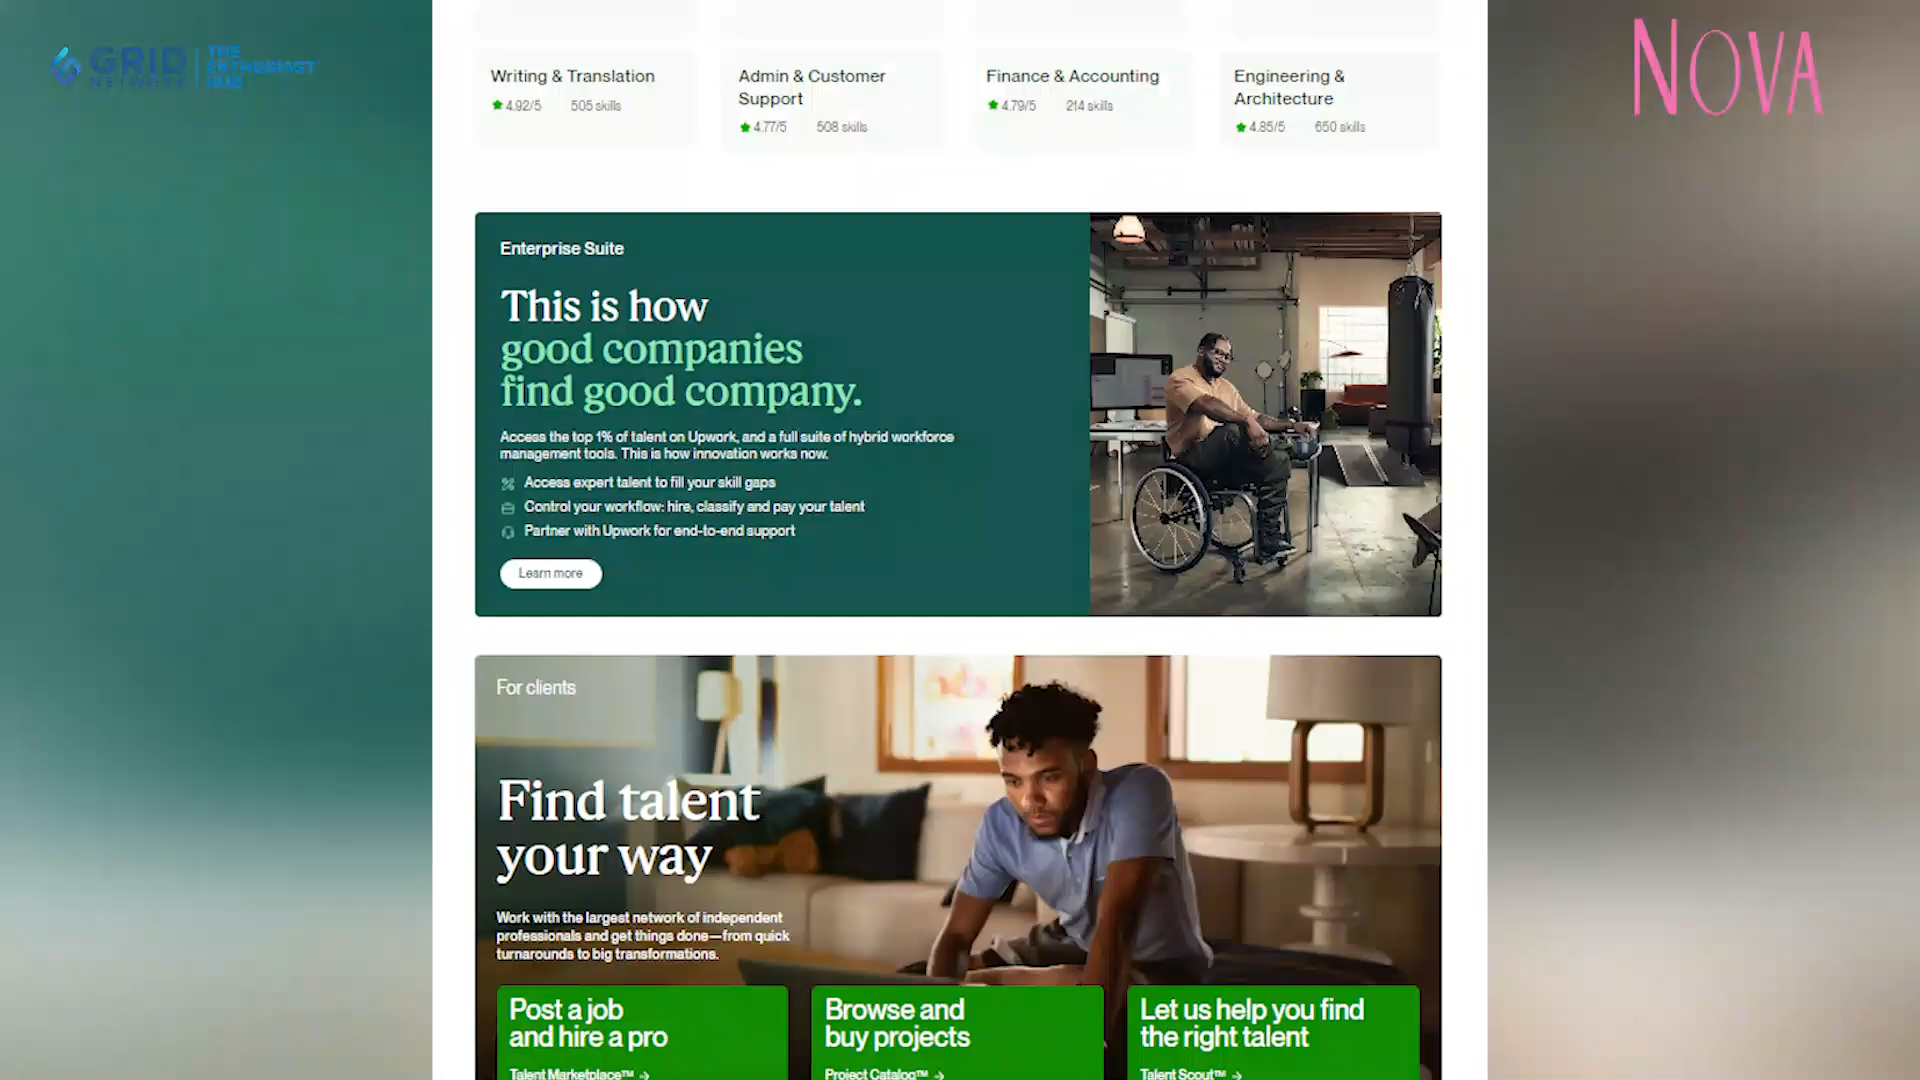 GRID
NETWORK
THE
ENTHUSIAST
HUB
NOVA
Writing & Translation
4.92/5 505 skills
Admin & Customer
Support
4.77/5 508 skills
Finance & Accounting
4.79/5 214 skills
Engineering &
Architecture
4.85/5 650 skills
Enterprise Suite
This is how
good companies
find good company.
Access the top 1% of talent on Upwork, and a full suite of hybrid workforce
management tools. This is how innovation works now.
Access expert talent to fill your skill gaps
Control your workflow: hire, classify and pay your talent
Partner with Upwork for end-to-end support
Learn more
For clients
Find talent
your way
Work with the largest network of independent
professionals and get things done—from quick
turnarounds to big transformations.
Post a job
and hire a pro
Talent Marketplace™ →
Browse and
buy projects
Project Catalog™ →
Let us help you find
the right talent
Talent Scout™ →